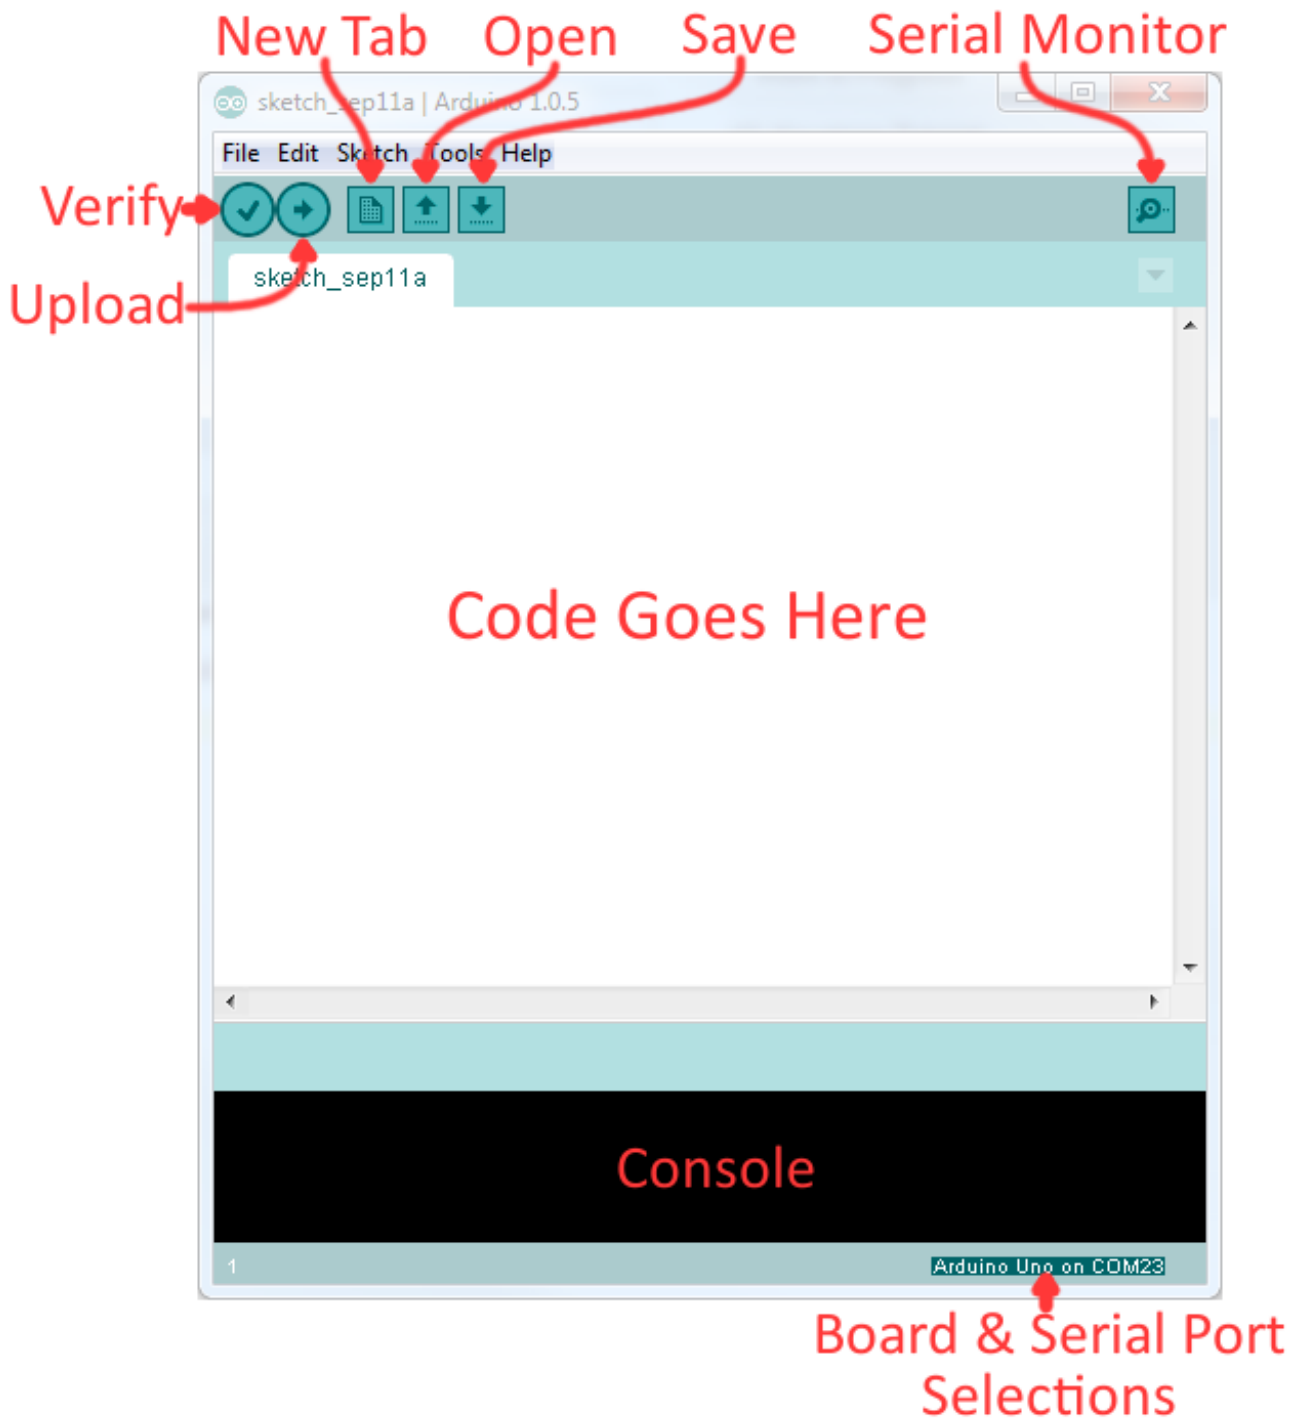 New Tab Open Save Serial Monitor
sketch_sep11a | Arduino 1.0.5
File Edit Sketch Tools Help
Verify
sketch_sep11a
Upload
Code Goes Here
Console
1 Arduino Uno on COM23
Board & Serial Port
Selections